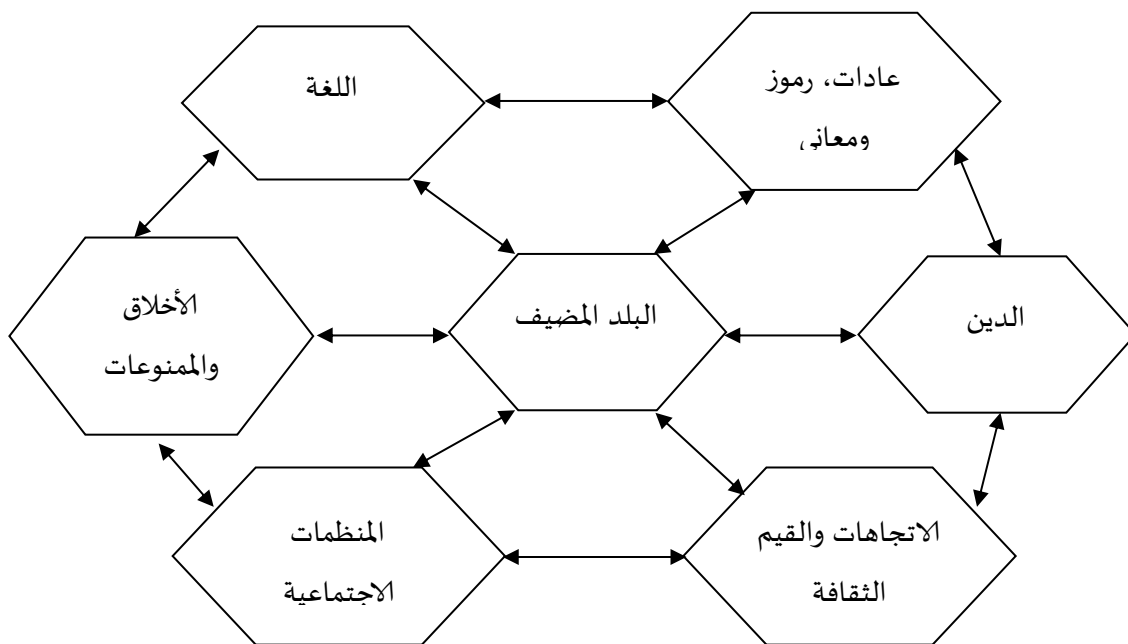 عادات، رموز
ومعاني
اللغة
الدين
البلد المضيف
الأخلاق
والممنوعات
الاتجاهات والقيم
الثقافة
المنظمات
الاجتماعية